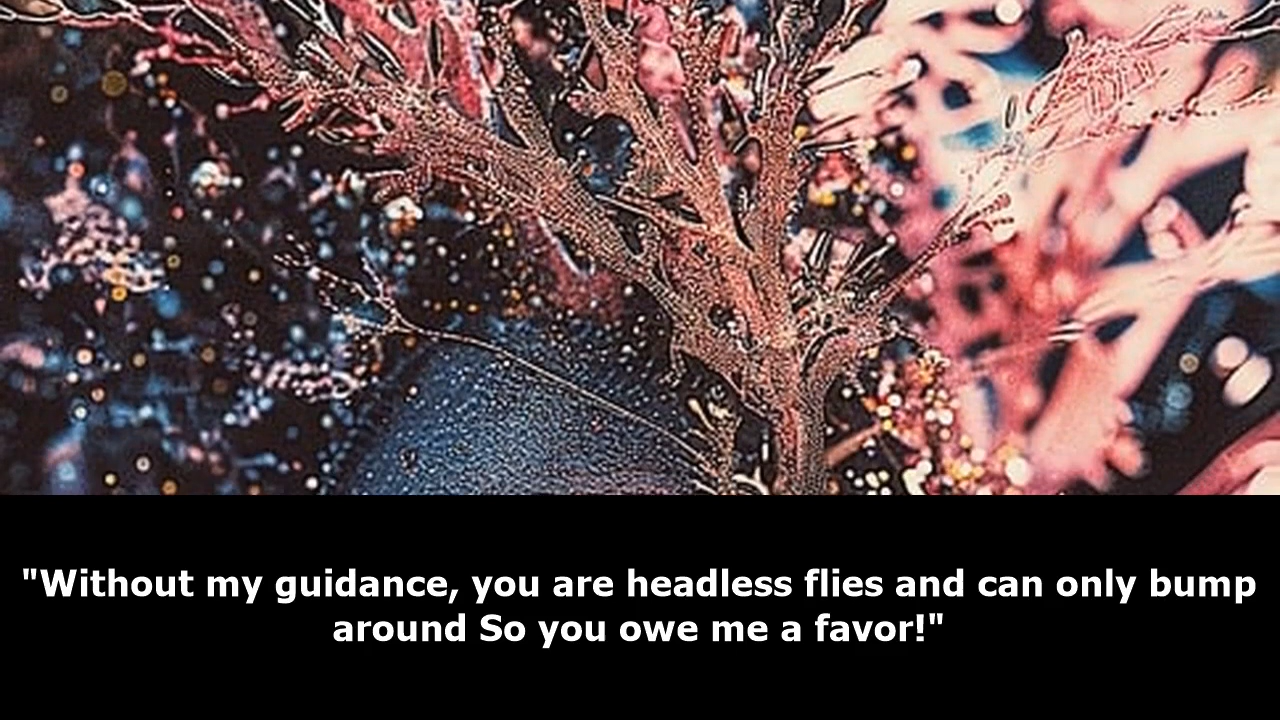 "Without my guidance, you are headless flies and can only bump
around So you owe me a favor!"